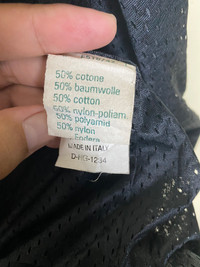 50% cotone
50% baumwolle
50% cotton
50% nylon-poliam.
50% polyamid
50% nylon
MADE IN ITALY